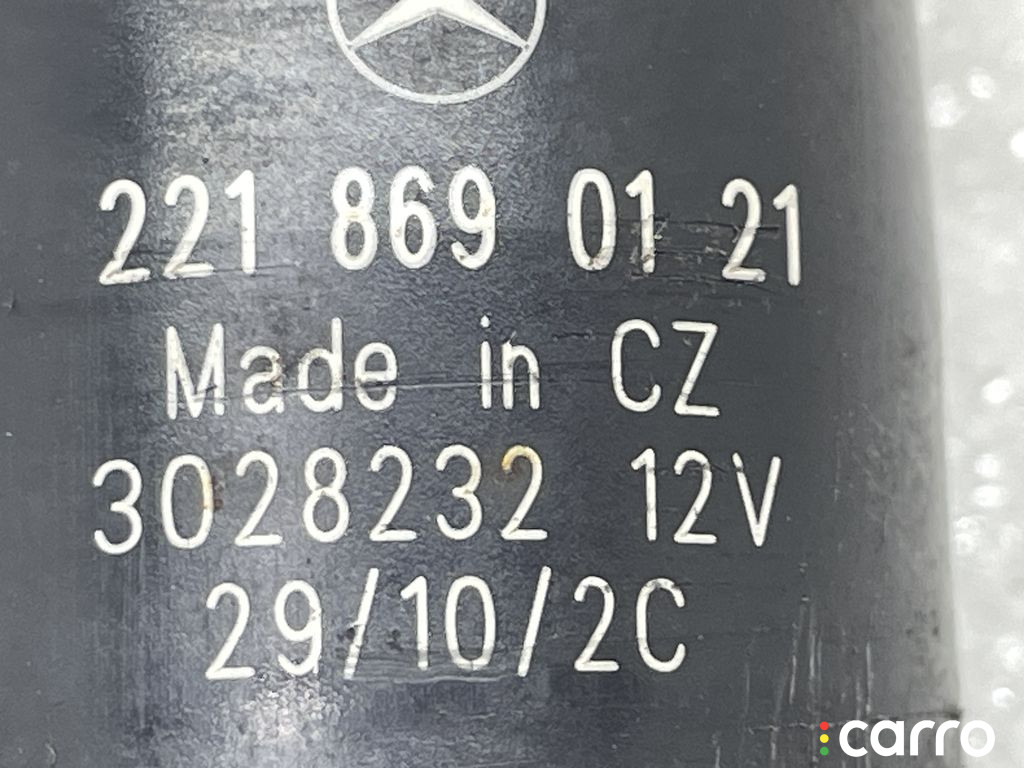 221 869 01 21
Made in CZ
3028232 12V
29/10/2C
carro